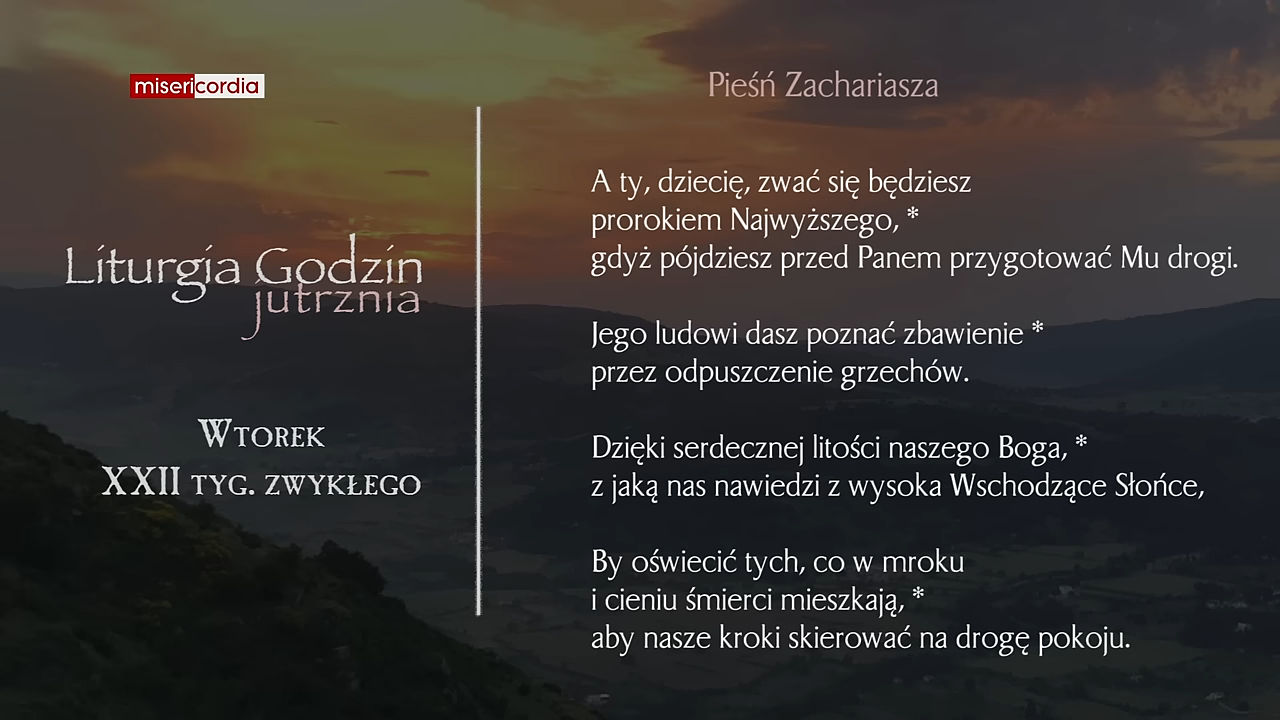 misericordia
Liturgia Godzin
jutrznia
Wtorek
XXII tyg. zwykłego
Pieśń Zachariasza
A ty, dziecię, zwać się będziesz
prorokiem Najwyższego, *
gdyż pójdziesz przed Panem przygotować Mu drogi.
Jego ludowi dasz poznać zbawienie *
przez odpuszczenie grzechów.
Dzięki serdecznej litości naszego Boga, *
z jaką nas nawiedzi z wysoka Wschodzące Słońce,
By oświecić tych, co w mroku
i cieniu śmierci mieszkają, *
aby nasze kroki skierować na drogę pokoju.